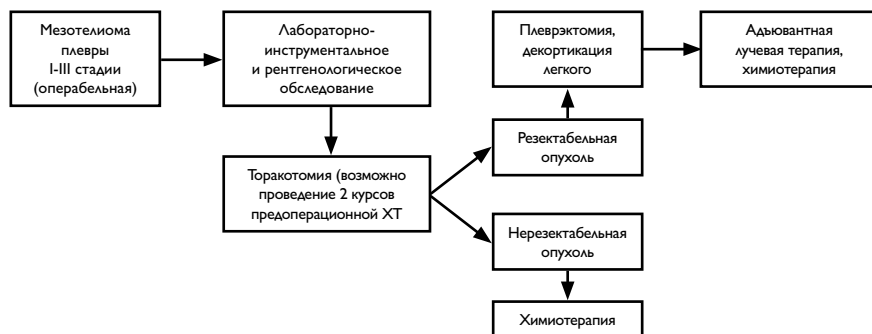 Мезотелиома
плевры
I-III стадии
(операбельная)
Лабораторно-
инструментальное
и рентгенологическое
обследование
Торакотомия (возможно
проведение 2 курсов
предоперационной ХТ
Плеврэктомия,
декортикация
легкого
Адъювантная
лучевая терапия,
химиотерапия
Резектабельная
опухоль
Нерезектабельная
опухоль
Химиотерапия